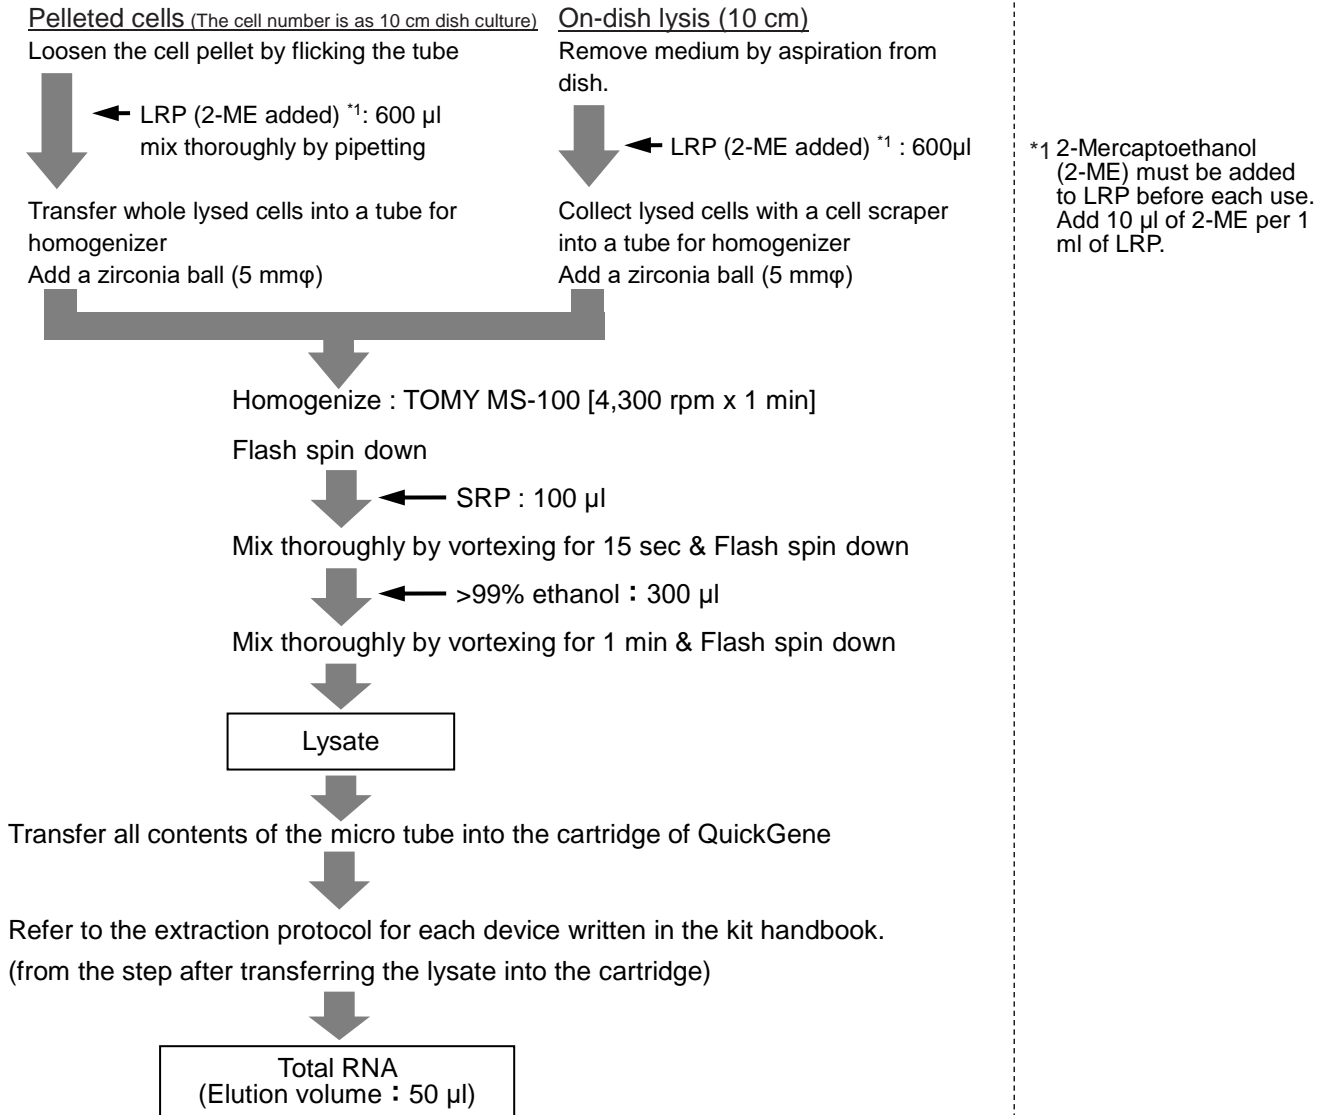 Pelleted cells (The cell number is as 10 cm dish culture)
Loosen the cell pellet by flicking the tube
LRP (2-ME added) *1: 600 µl
mix thoroughly by pipetting
Transfer whole lysed cells into a tube for
homogenizer
Add a zirconia ball (5 mmφ)
On-dish lysis (10 cm)
Remove medium by aspiration from
dish.
LRP (2-ME added) *1 : 600µl
Collect lysed cells with a cell scraper
into a tube for homogenizer
Add a zirconia ball (5 mmφ)
*1 2-Mercaptoethanol
(2-ME) must be added
to LRP before each use.
Add 10 µl of 2-ME per 1
ml of LRP.
Homogenize : TOMY MS-100 [4,300 rpm x 1 min]
Flash spin down
SRP : 100 µl
Mix thoroughly by vortexing for 15 sec & Flash spin down
>99% ethanol：300 µl
Mix thoroughly by vortexing for 1 min & Flash spin down
Lysate
Transfer all contents of the micro tube into the cartridge of QuickGene
Refer to the extraction protocol for each device written in the kit handbook.
(from the step after transferring the lysate into the cartridge)
Total RNA
(Elution volume：50 µl)